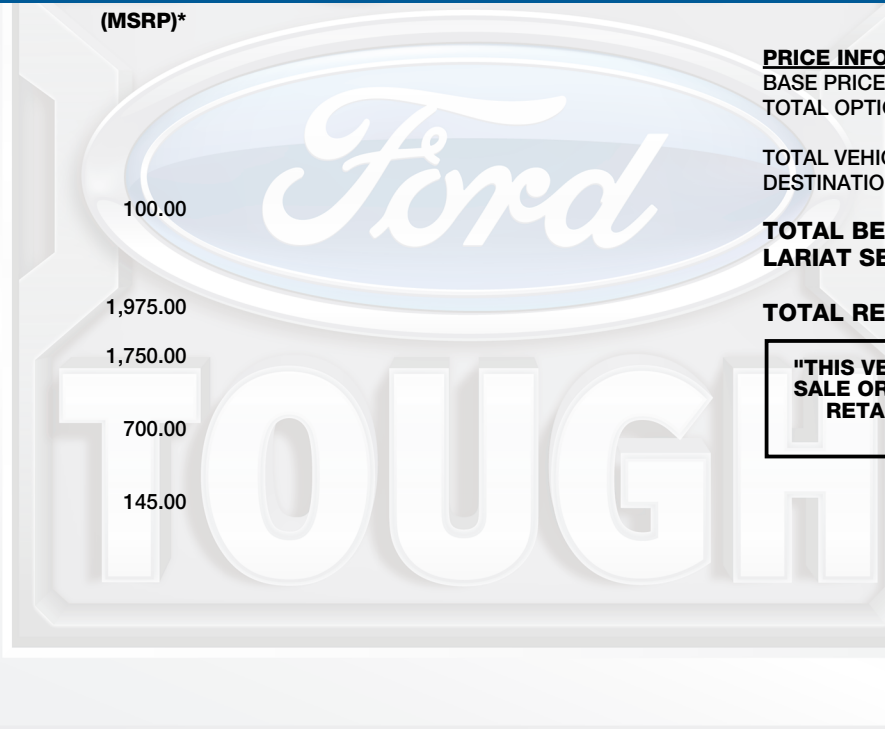 (MSRP)*
100.00
1,975.00
1,750.00
700.00
145.00
PRICE INFO
BASE PRICE
TOTAL OPTIO
TOTAL VEHIC
DESTINATIO
TOTAL BE
LARIAT SE
TOTAL RE
"THIS VE
SALE OR
RETA
Ford
TOUGH